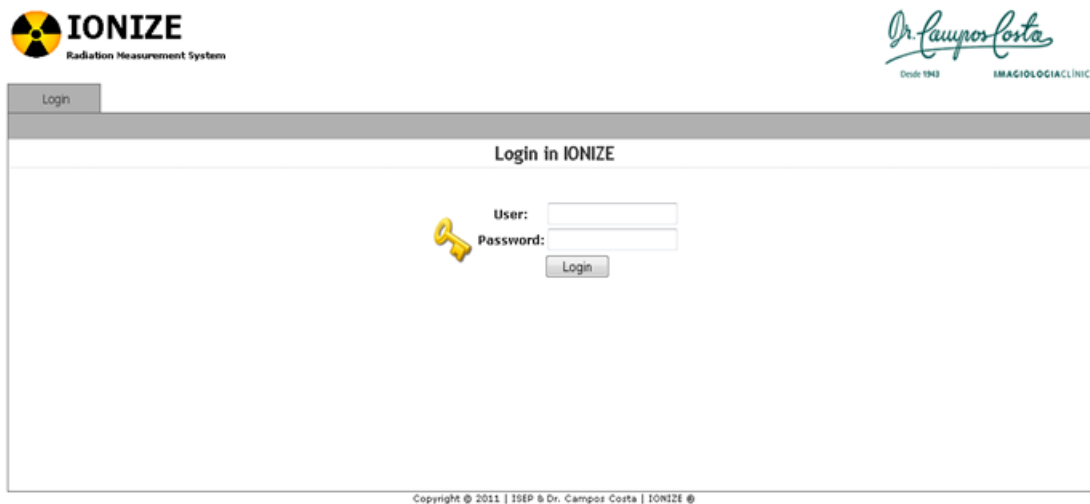 IONIZE
Radiation Measurement System
Dr. Campos Costa
Desde 1943 IMAGIOLOGIACLÍNIC
Login
Login in IONIZE
User:
Password:
Login
Copyright © 2011 | ISEP & Dr. Campos Costa | IONIZE ®